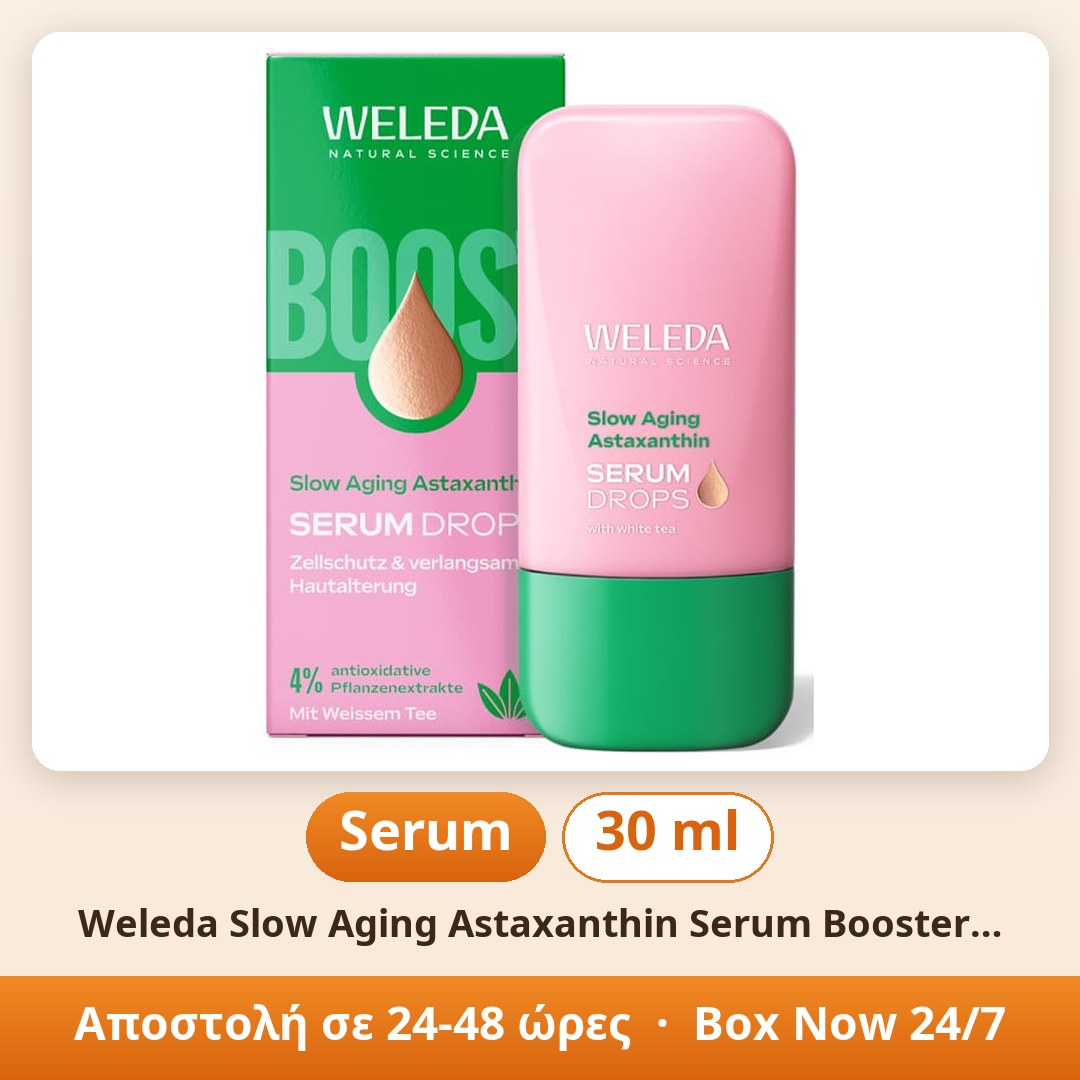 WELEDA
NATURAL SCIENCE
BOOS
Slow Aging Astaxanth
SERUM DROP
Zellschutz & verlangsam
Hautalterung
4% antioxidative
Pflanzenextrakte
Mit Weissem Tee
WELEDA
NATURAL SCIENCE
Slow Aging
Astaxanthin
SERUM
DROPS
with white tea
Serum
30 ml
Weleda Slow Aging Astaxanthin Serum Booster...
Αποστολή σε 24-48 ώρες · Box Now 24/7